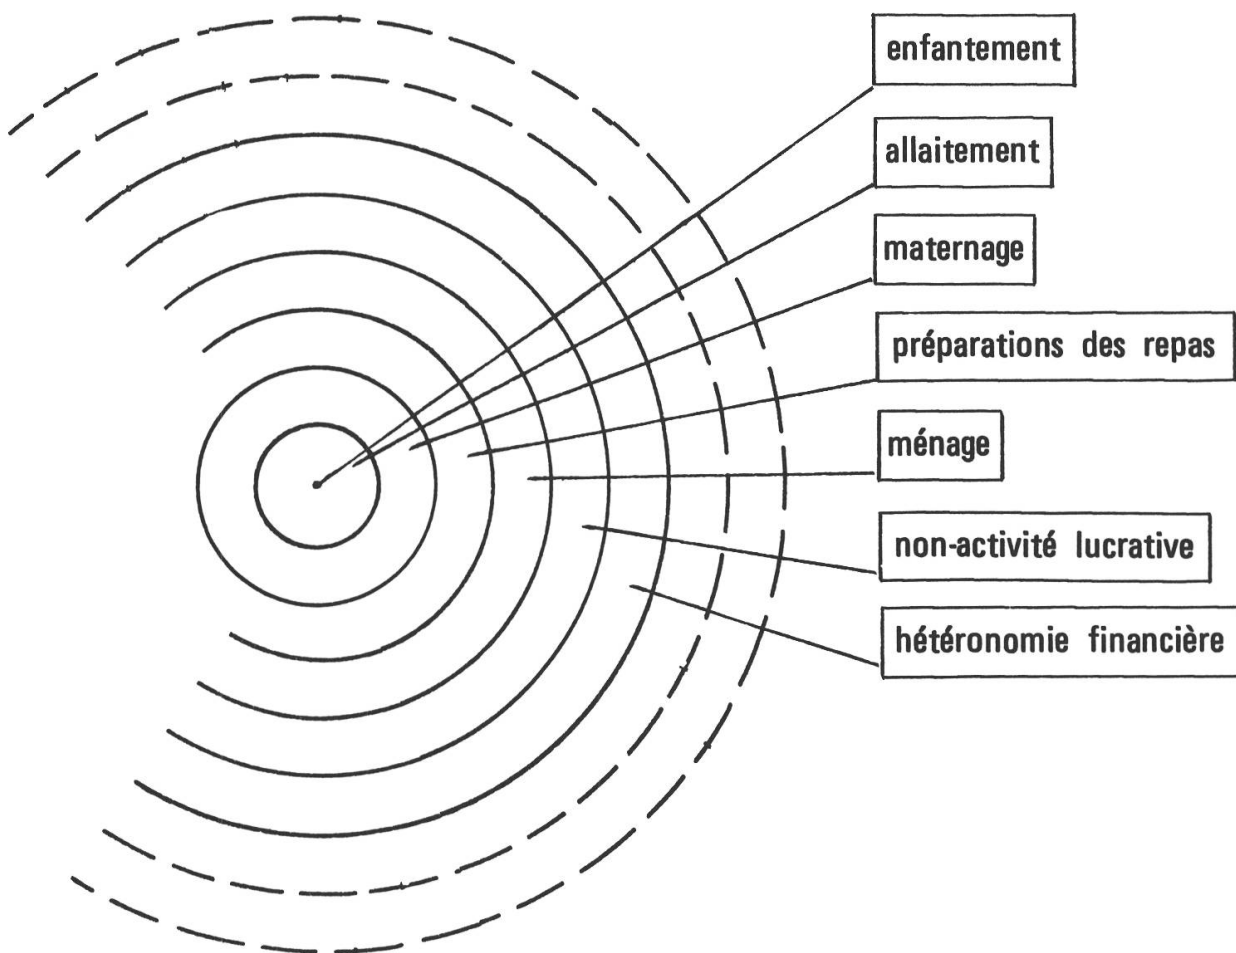 enfantement
allaitement
maternage
préparations des repas
ménage
non-activité lucrative
hétéronomie financière